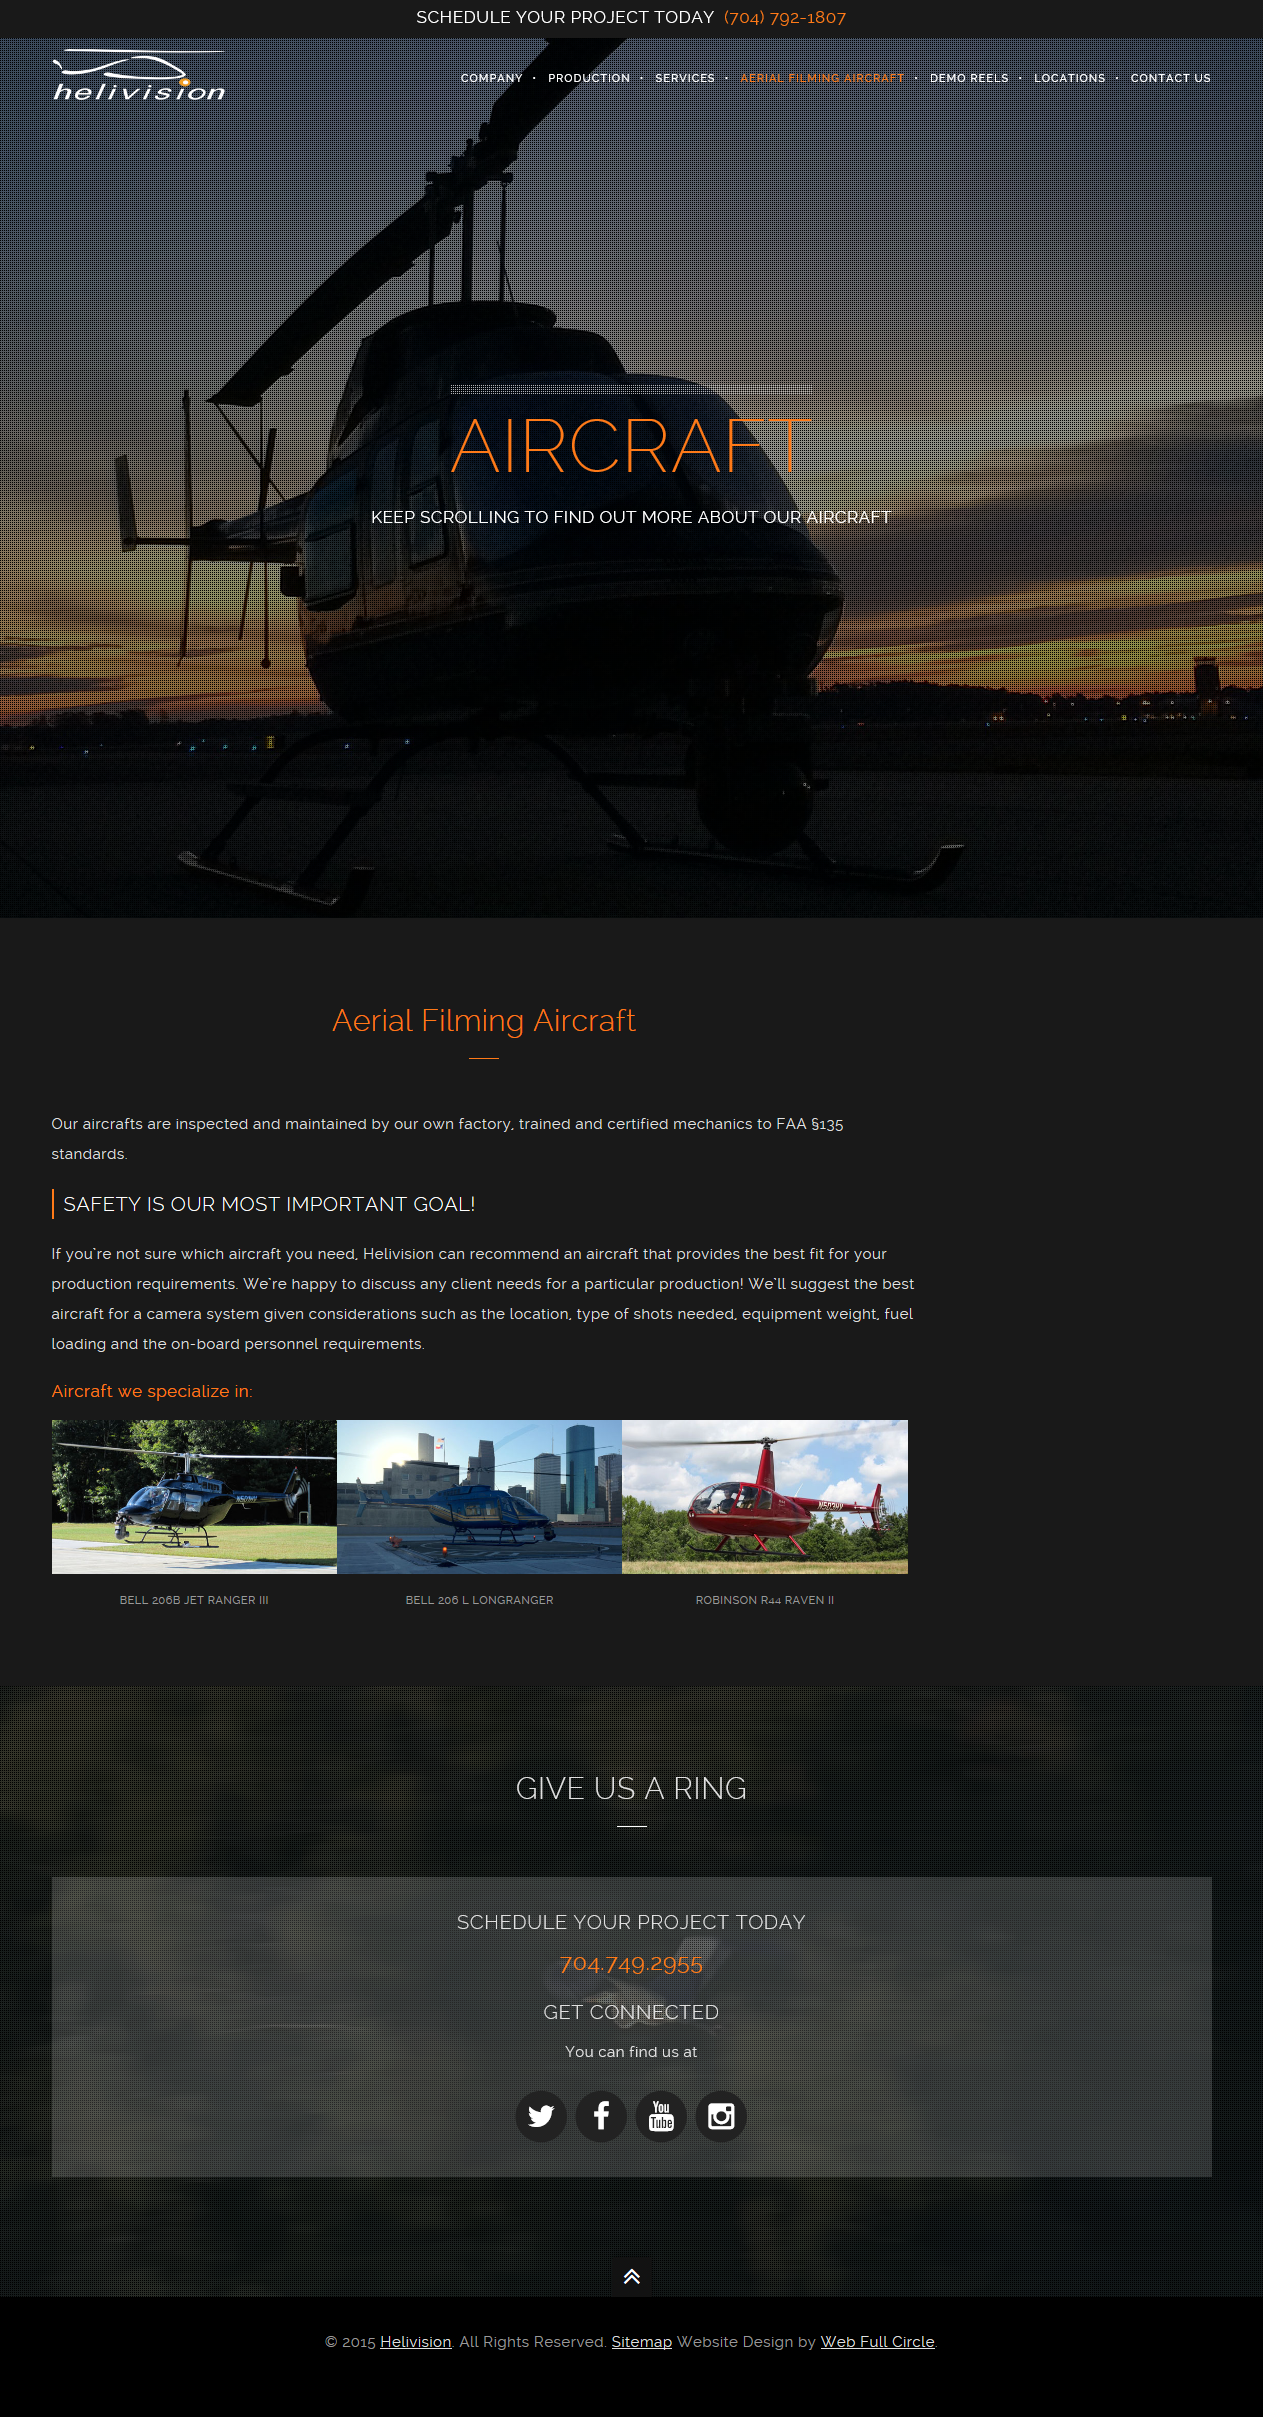 SCHEDULE YOUR PROJECT TODAY (704) 792-1807
helivision
COMPANY · PRODUCTION · SERVICES · AERIAL FILMING AIRCRAFT · DEMO REELS · LOCATIONS · CONTACT US
AIRCRAFT
KEEP SCROLLING TO FIND OUT MORE ABOUT OUR AIRCRAFT
Aerial Filming Aircraft
Our aircrafts are inspected and maintained by our own factory, trained and certified mechanics to FAA §135
standards.
SAFETY IS OUR MOST IMPORTANT GOAL!
If you're not sure which aircraft you need, Helivision can recommend an aircraft that provides the best fit for your
production requirements. We're happy to discuss any client needs for a particular production! We'll suggest the best
aircraft for a camera system given considerations such as the location, type of shots needed, equipment weight, fuel
loading and the on-board personnel requirements.
Aircraft we specialize in:
BELL 206B JET RANGER III
BELL 206 L LONGRANGER
ROBINSON R44 RAVEN II
GIVE US A RING
SCHEDULE YOUR PROJECT TODAY
704.749.2955
GET CONNECTED
You can find us at
You Tube
© 2015 Helivision. All Rights Reserved. Sitemap Website Design by Web Full Circle.